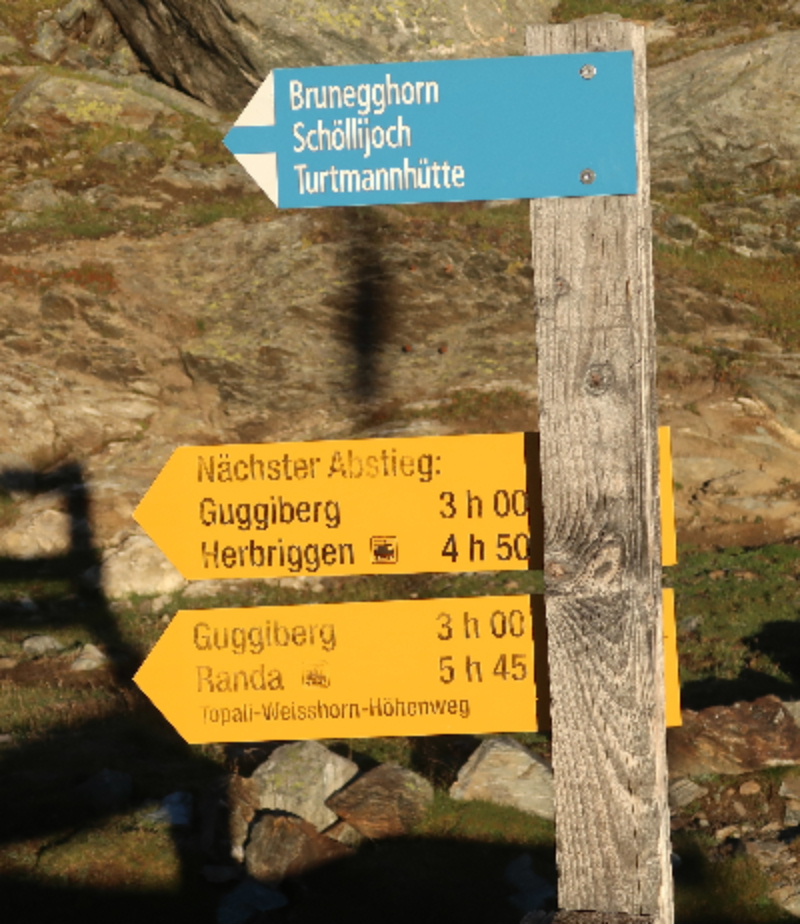 Brunegghorn
Schöllijoch
Turtmannhütte
Nächster Abstieg:
Guggiberg 3 h 00
Herbriggen 4 h 50
Guggiberg 3 h 00
Randa 5 h 45
Topali-Weisshorn-Höhenweg